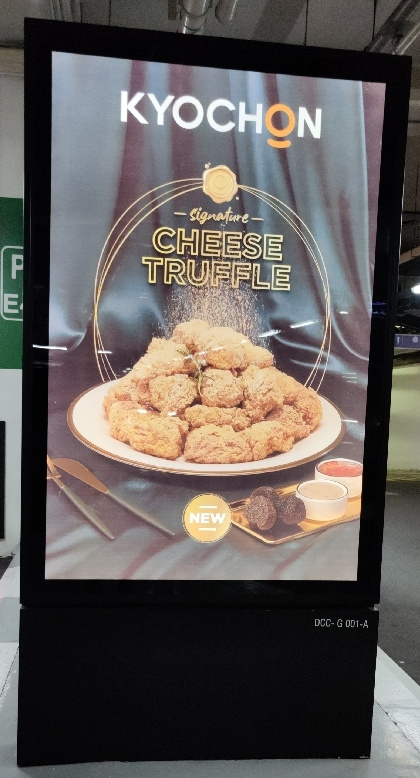 KYOCHON
signature
CHEESE
TRUFFLE
NEW
DCC- G 001-A
P